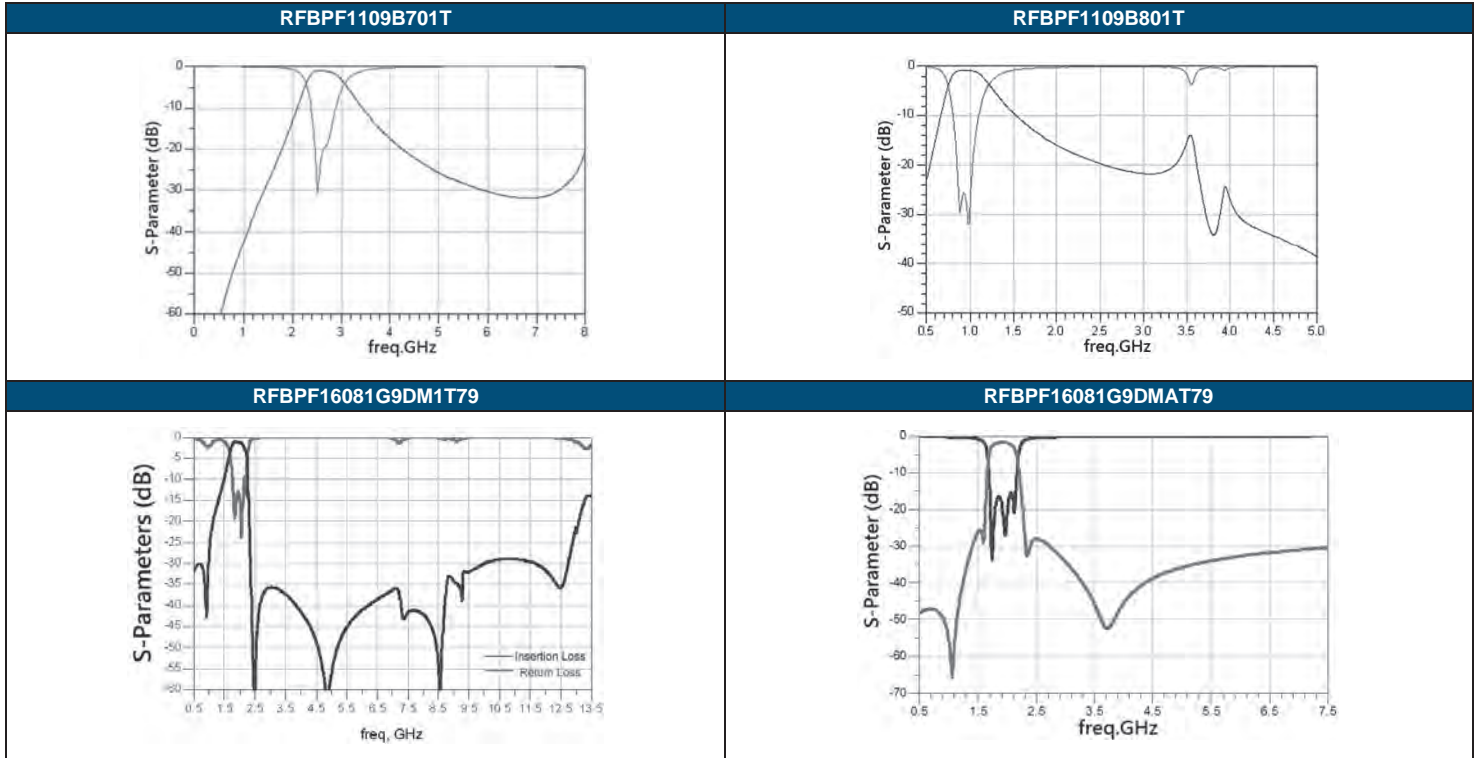 RFBPF1109B701T
S-Parameter (dB)
0
-10
-20
-30
-40
-50
-60
0 1 2 3 4 5 6 7 8
freq.GHz
RFBPF1109B801T
S-Parameter (dB)
0
-10
-20
-30
-40
-50
0.5 1.0 1.5 2.0 2.5 3.0 3.5 4.0 4.5 5.0
freq.GHz
RFBPF16081G9DM1T79
S-Parameters (dB)
0
-5
-10
-15
-20
-25
-30
-35
-40
-45
-50
-55
-60
Insertion Loss
Return Loss
0.5 1.5 2.5 3.5 4.5 5.5 6.5 7.5 8.5 9.5 10.5 11.5 12.5 13.5
freq, GHz
RFBPF16081G9DMAT79
S-Parameter (dB)
0
-10
-20
-30
-40
-50
-60
-70
0.5 1.5 2.5 3.5 4.5 5.5 6.5 7.5
freq.GHz